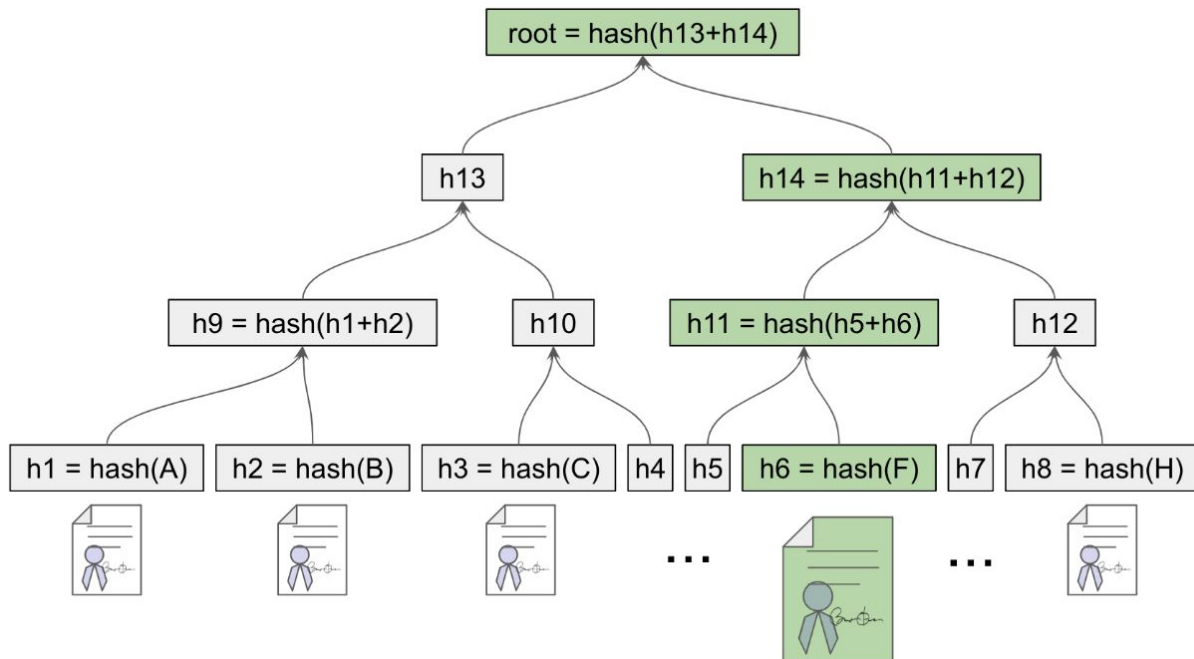 root = hash(h13+h14)
h13
h14 = hash(h11+h12)
h9 = hash(h1+h2)
h10
h11 = hash(h5+h6)
h12
h1 = hash(A)
h2 = hash(B)
h3 = hash(C)
h4
h5
h6 = hash(F)
h7
h8 = hash(H)
...
...